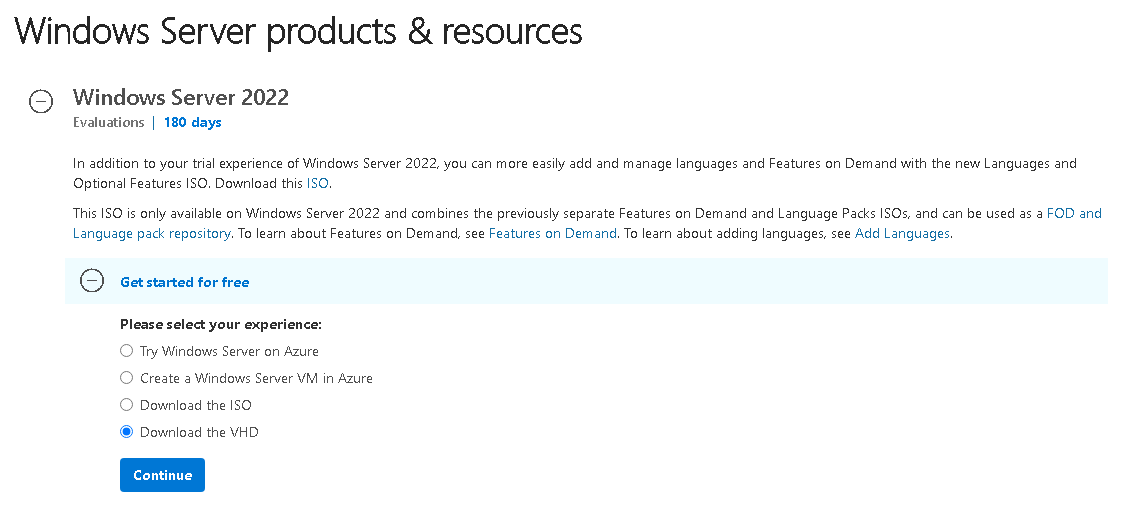 Windows Server products & resources
Windows Server 2022
Evaluations | 180 days
In addition to your trial experience of Windows Server 2022, you can more easily add and manage languages and Features on Demand with the new Languages and
Optional Features ISO. Download this ISO.
This ISO is only available on Windows Server 2022 and combines the previously separate Features on Demand and Language Packs ISOs, and can be used as a FOD and
Language pack repository. To learn about Features on Demand, see Features on Demand. To learn about adding languages, see Add Languages.
Get started for free
Please select your experience:
Try Windows Server on Azure
Create a Windows Server VM in Azure
Download the ISO
Download the VHD
Continue